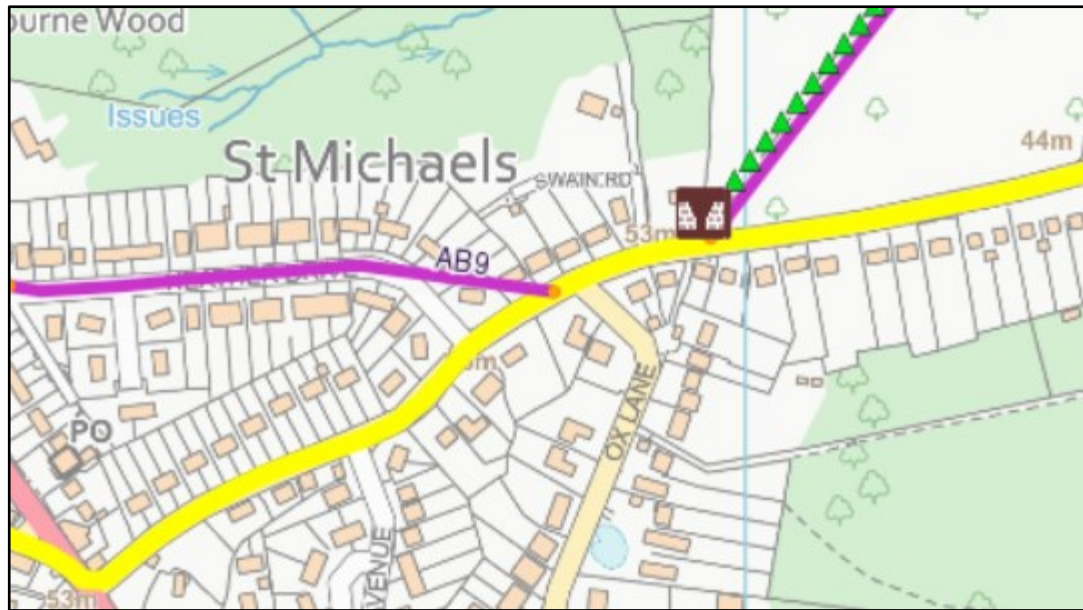 ourne Wood
Issues
44m
St Michaels
SWAIN RD
53m
AB9
PO
OX LANE
VENUE
53m